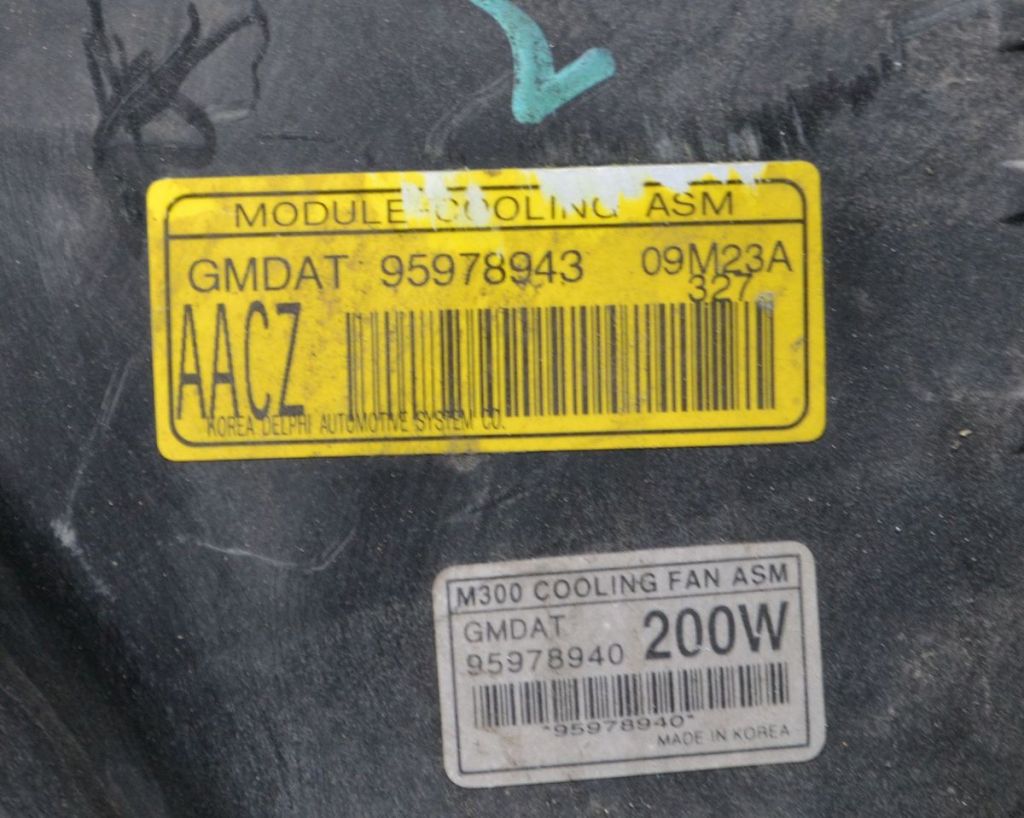 MODULE-COOLING ASM
GMDAT 95978943 09M23A
327
AACZ
KOREA DELPHI AUTOMOTIVE SYSTEM CO.
M300 COOLING FAN ASM
GMDAT 200W
95978940
*95978940*
MADE IN KOREA